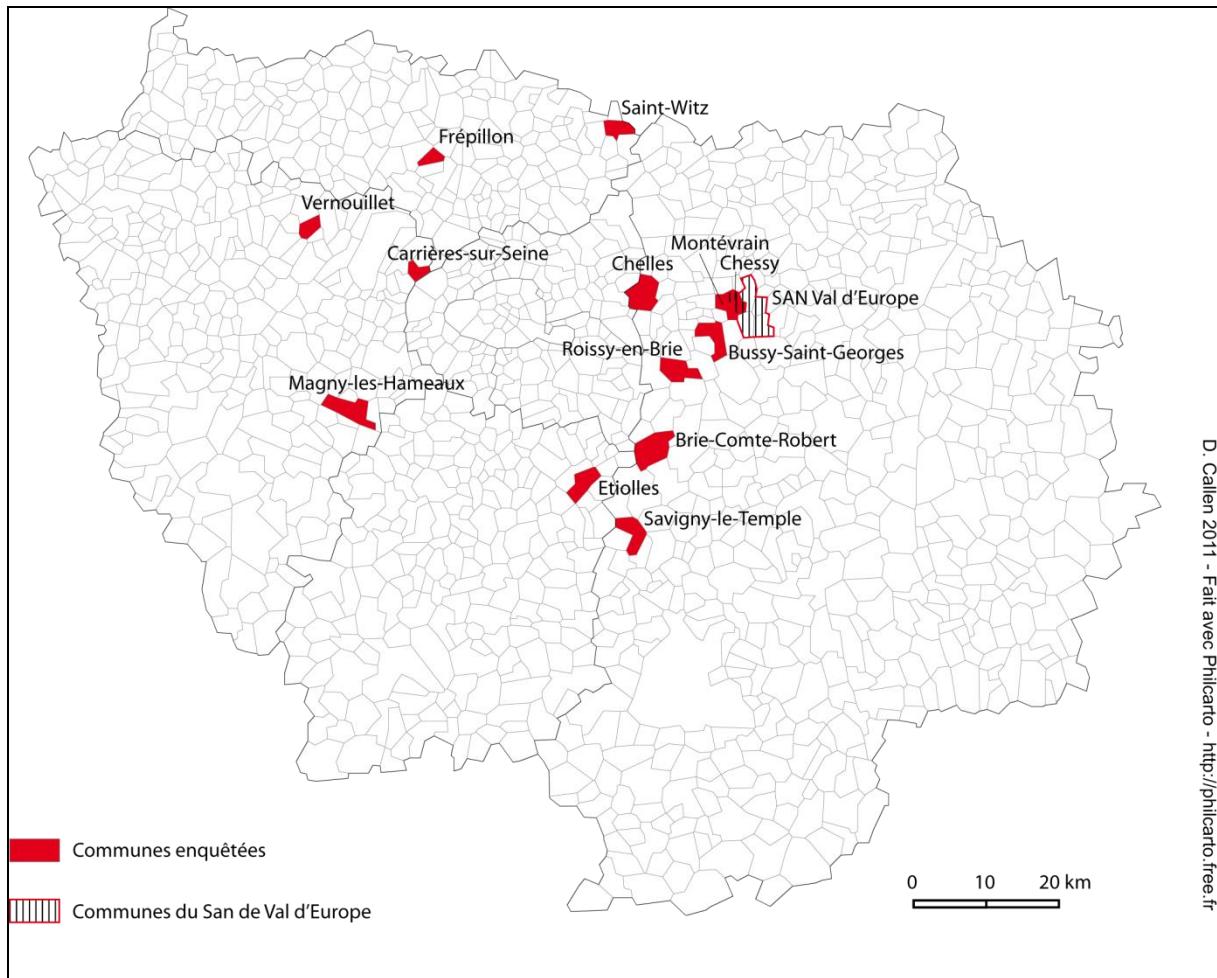 Saint-Witz
Frépillon
Vernouillet
Carrières-sur-Seine
Montévrain
Chelles
Chessy
SAN Val d'Europe
Roissy-en-Brie
Bussy-Saint-Georges
Magny-les-Hameaux
Brie-Comte-Robert
Etiolles
Savigny-le-Temple
Communes enquêtées
Communes du San de Val d'Europe
0 10 20 km
D. Callen 2011 - Fait avec Philcarto - http://philcarto.free.fr